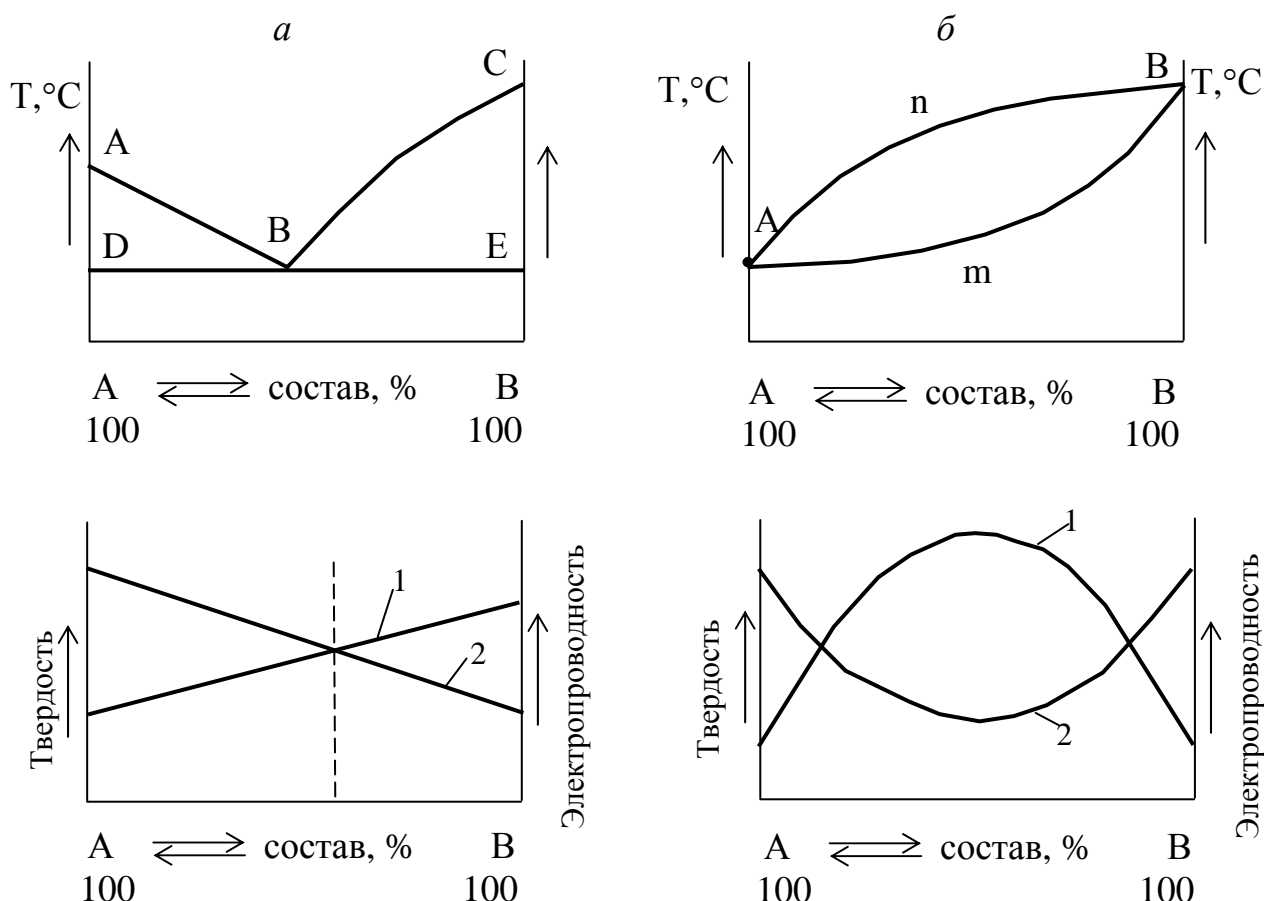 а
Т,°C
A
B
C
D
E
A состав, % B
100 100
б
Т,°C
A
n
B
m
Т,°C
A состав, % B
100 100
Твердость
1
2
Электропроводность
A состав, % B
100 100
Твердость
1
2
Электропроводность
A состав, % B
100 100